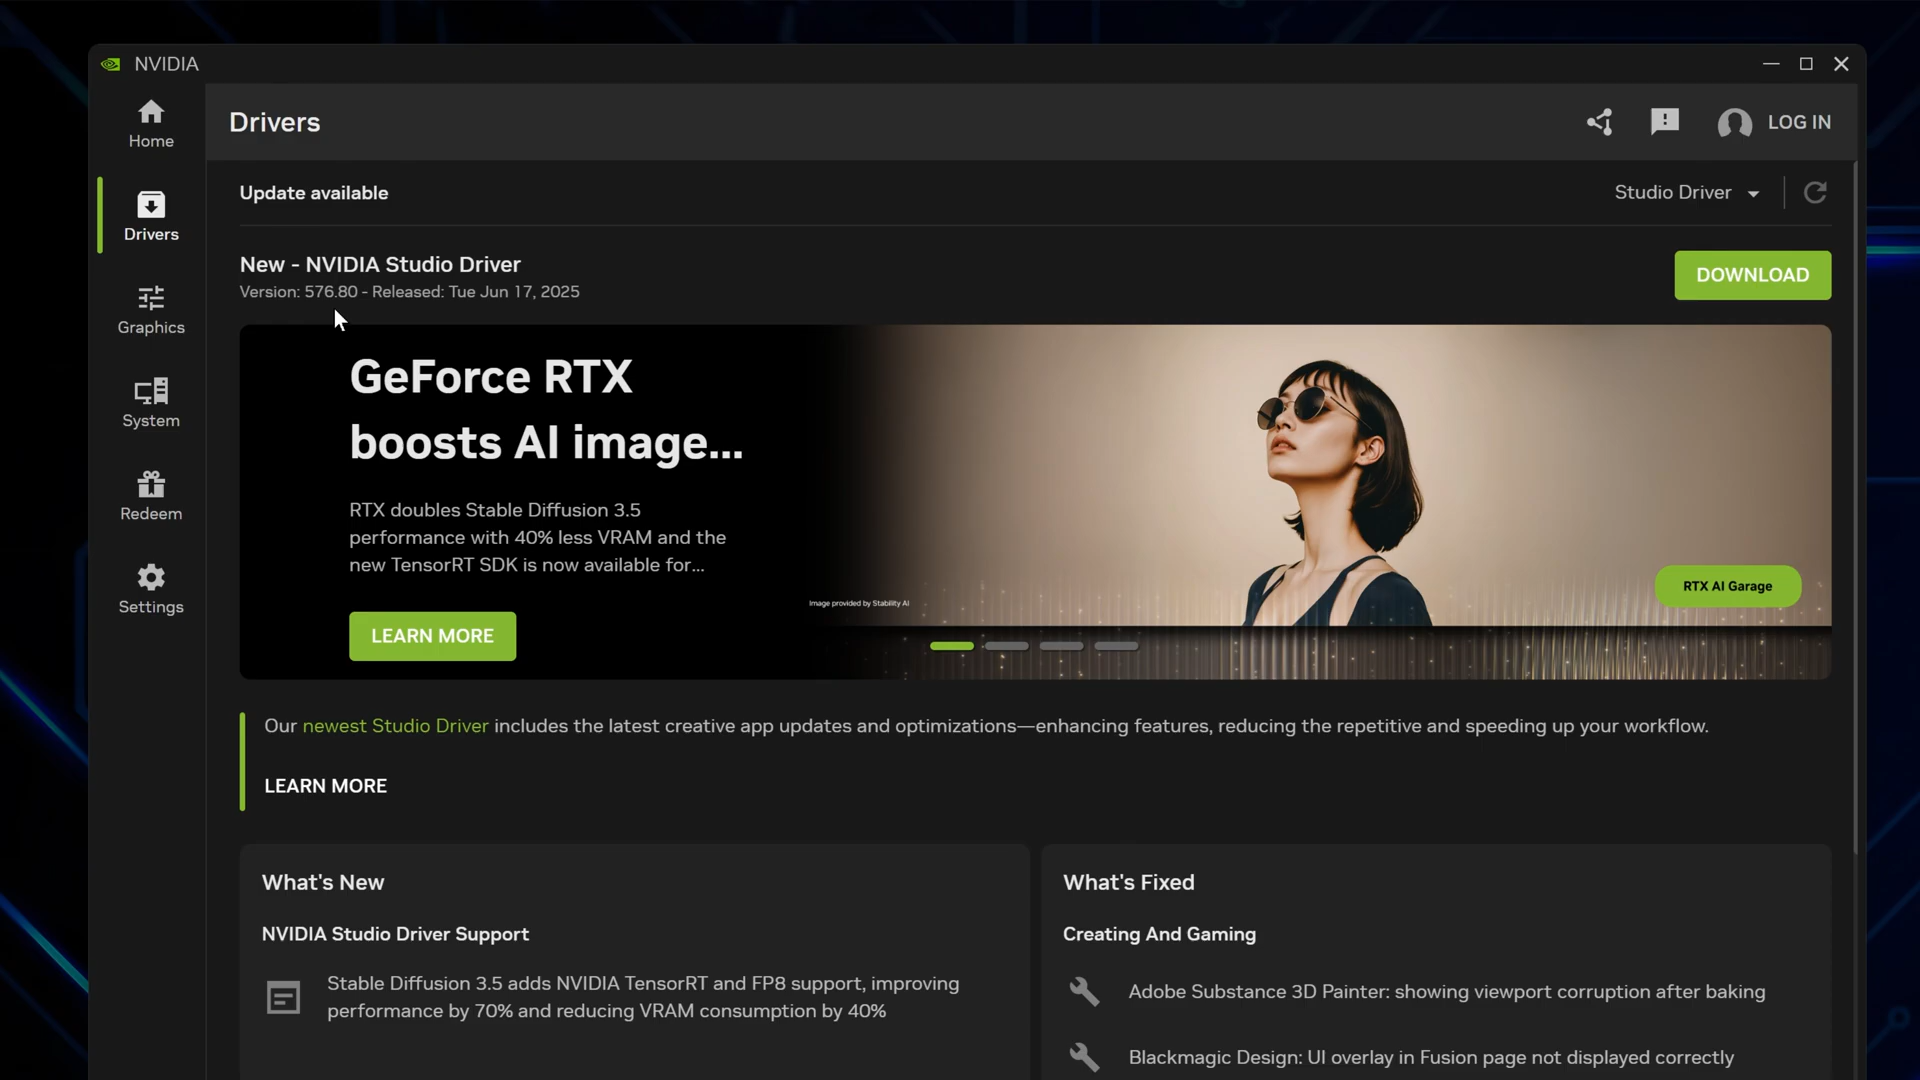 NVIDIA
Home
Drivers
Graphics
System
Redeem
Settings
Drivers
LOG IN
Update available
Studio Driver
New - NVIDIA Studio Driver
Version: 576.80 - Released: Tue Jun 17, 2025
DOWNLOAD
GeForce RTX
boosts AI image...
RTX doubles Stable Diffusion 3.5
performance with 40% less VRAM and the
new TensorRT SDK is now available for...
LEARN MORE
Image provided by Stability AI
RTX AI Garage
Our newest Studio Driver includes the latest creative app updates and optimizations—enhancing features, reducing the repetitive and speeding up your workflow.
LEARN MORE
What's New
NVIDIA Studio Driver Support
Stable Diffusion 3.5 adds NVIDIA TensorRT and FP8 support, improving
performance by 70% and reducing VRAM consumption by 40%
What's Fixed
Creating And Gaming
Adobe Substance 3D Painter: showing viewport corruption after baking
Blackmagic Design: UI overlay in Fusion page not displayed correctly